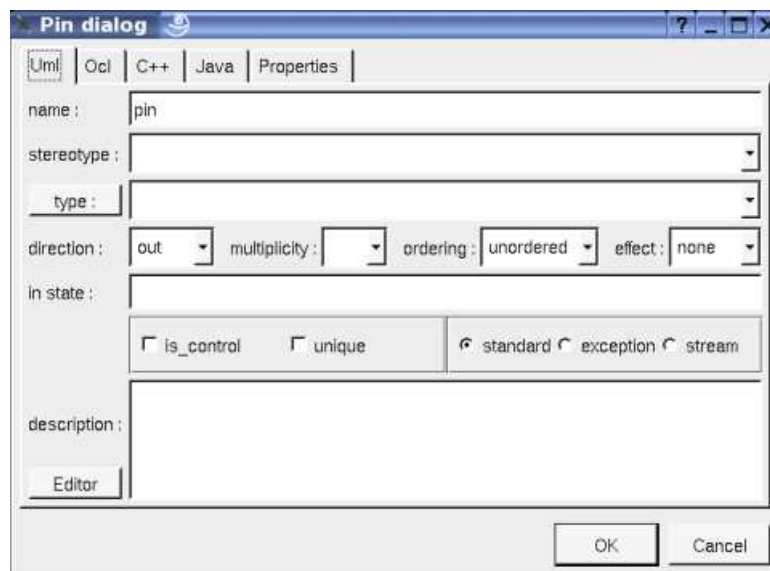 Pin dialog ?
Uml Ocl C++ Java Properties
name : pin
stereotype :
type :
direction : out multiplicity : ordering : unordered effect : none
in state :
is_control unique standard exception stream
description :
Editor
OK Cancel